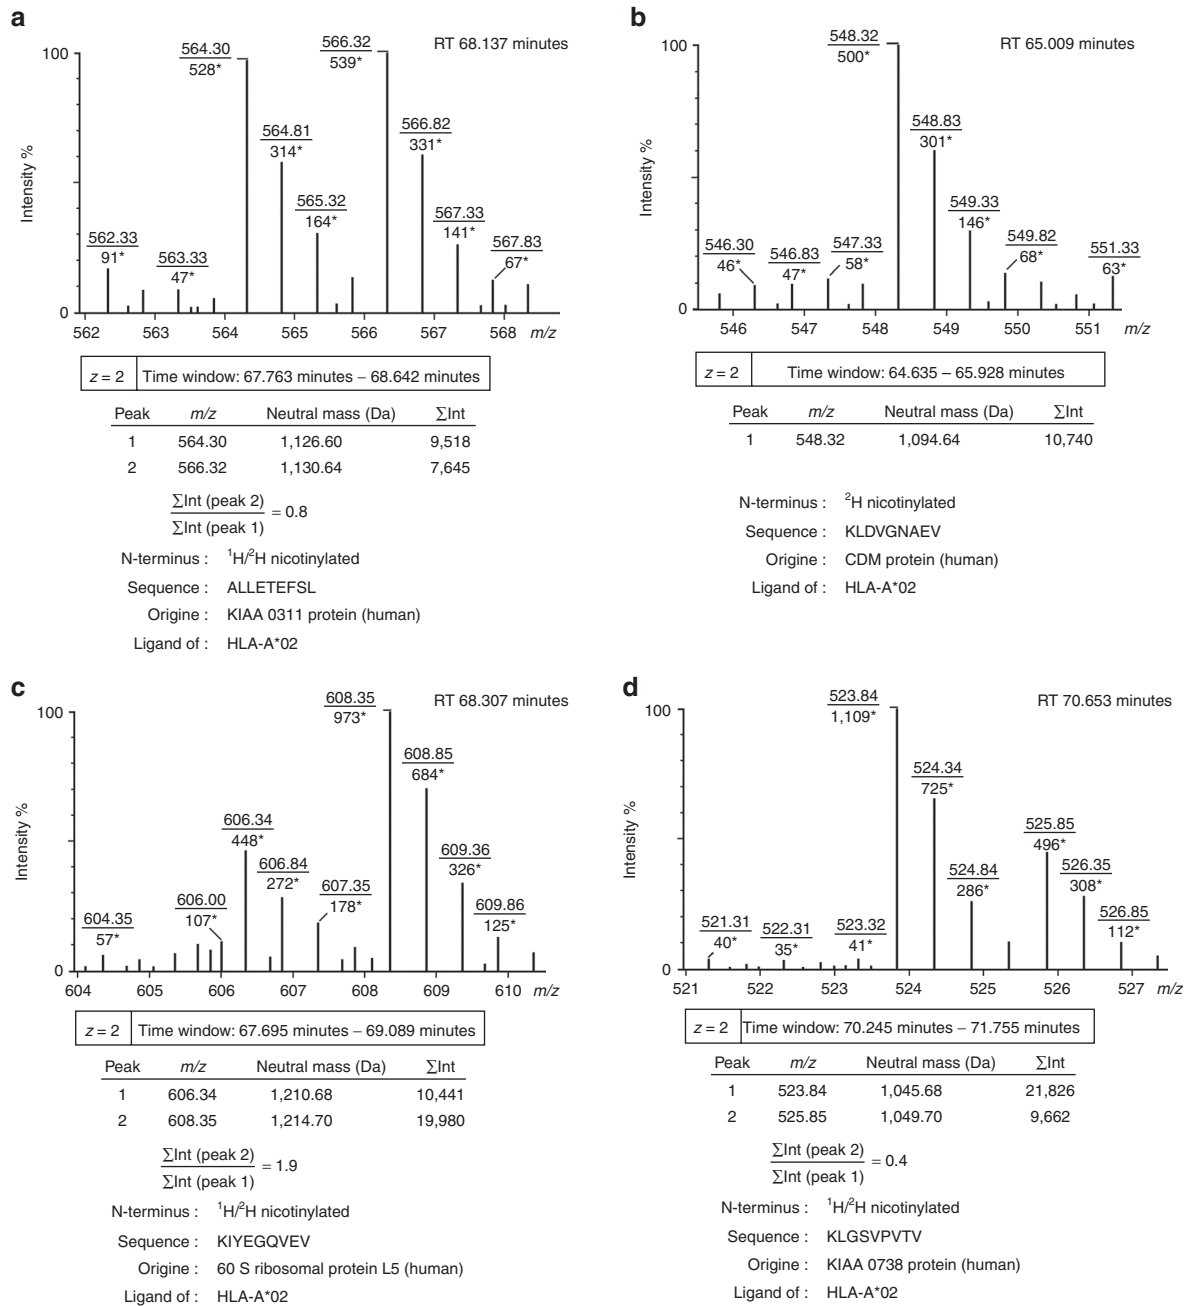 a
RT 68.137 minutes
100
Intensity %
0
564.30
528*
566.32
539*
564.81
314*
566.82
331*
565.32
164*
567.33
141*
562.33
91*
563.33
47*
567.83
67*
562 563 564 565 566 567 568 m/z
z = 2 Time window: 67.763 minutes – 68.642 minutes
Peak m/z Neutral mass (Da) ∑Int
1 564.30 1,126.60 9,518
2 566.32 1,130.64 7,645
∑Int (peak 2)
∑Int (peak 1)
= 0.8
N-terminus : ¹H/²H nicotinylated
Sequence : ALLETEFSL
Origine : KIAA 0311 protein (human)
Ligand of : HLA-A*02
b
RT 65.009 minutes
100
Intensity %
0
548.32
500*
548.83
301*
549.33
146*
546.30
46*
546.83
47*
547.33
58*
549.82
68*
551.33
63*
546 547 548 549 550 551 m/z
z = 2 Time window: 64.635 – 65.928 minutes
Peak m/z Neutral mass (Da) ∑Int
1 548.32 1,094.64 10,740
N-terminus : ²H nicotinylated
Sequence : KLDVGNAEV
Origine : CDM protein (human)
Ligand of : HLA-A*02
c
RT 68.307 minutes
100
Intensity %
0
608.35
973*
608.85
684*
606.34
448*
606.84
272*
609.36
326*
607.35
178*
606.00
107*
604.35
57*
609.86
125*
604 605 606 607 608 609 610 m/z
z = 2 Time window: 67.695 minutes – 69.089 minutes
Peak m/z Neutral mass (Da) ∑Int
1 606.34 1,210.68 10,441
2 608.35 1,214.70 19,980
∑Int (peak 2)
∑Int (peak 1)
= 1.9
N-terminus : ¹H/²H nicotinylated
Sequence : KIYEGQVEV
Origine : 60 S ribosomal protein L5 (human)
Ligand of : HLA-A*02
d
RT 70.653 minutes
100
Intensity %
0
523.84
1,109*
524.34
725*
525.85
496*
524.84
286*
526.35
308*
526.85
112*
521.31
40*
522.31
35*
523.32
41*
521 522 523 524 525 526 527 m/z
z = 2 Time window: 70.245 minutes – 71.755 minutes
Peak m/z Neutral mass (Da) ∑Int
1 523.84 1,045.68 21,826
2 525.85 1,049.70 9,662
∑Int (peak 2)
∑Int (peak 1)
= 0.4
N-terminus : ¹H/²H nicotinylated
Sequence : KLGSVPVTV
Origine : KIAA 0738 protein (human)
Ligand of : HLA-A*02